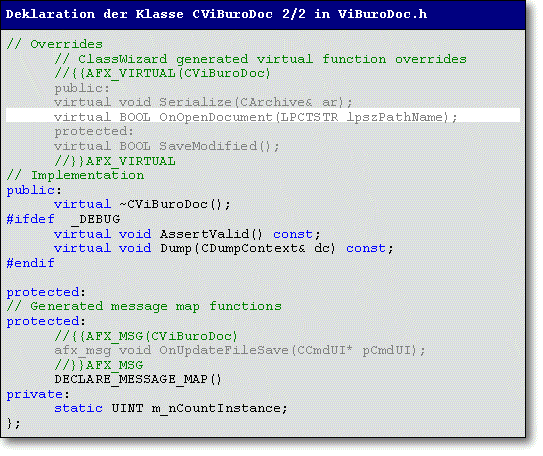 Deklaration der Klasse CViBuroDoc 2/2 in ViBuroDoc.h
// Overrides
// ClassWizard generated virtual function overrides
//{{AFX_VIRTUAL(CViBuroDoc)
public:
virtual void Serialize(CArchive& ar);
virtual BOOL OnOpenDocument(LPCTSTR lpszPathName);
protected:
virtual BOOL SaveModified();
//}}AFX_VIRTUAL
// Implementation
public:
virtual ~CViBuroDoc();
#ifdef _DEBUG
virtual void AssertValid() const;
virtual void Dump(CDumpContext& dc) const;
#endif
protected:
// Generated message map functions
protected:
//{{AFX_MSG(CViBuroDoc)
afx_msg void OnUpdateFileSave(CCmdUI* pCmdUI);
//}}AFX_MSG
DECLARE_MESSAGE_MAP()
private:
static UINT m_nCountInstance;
};